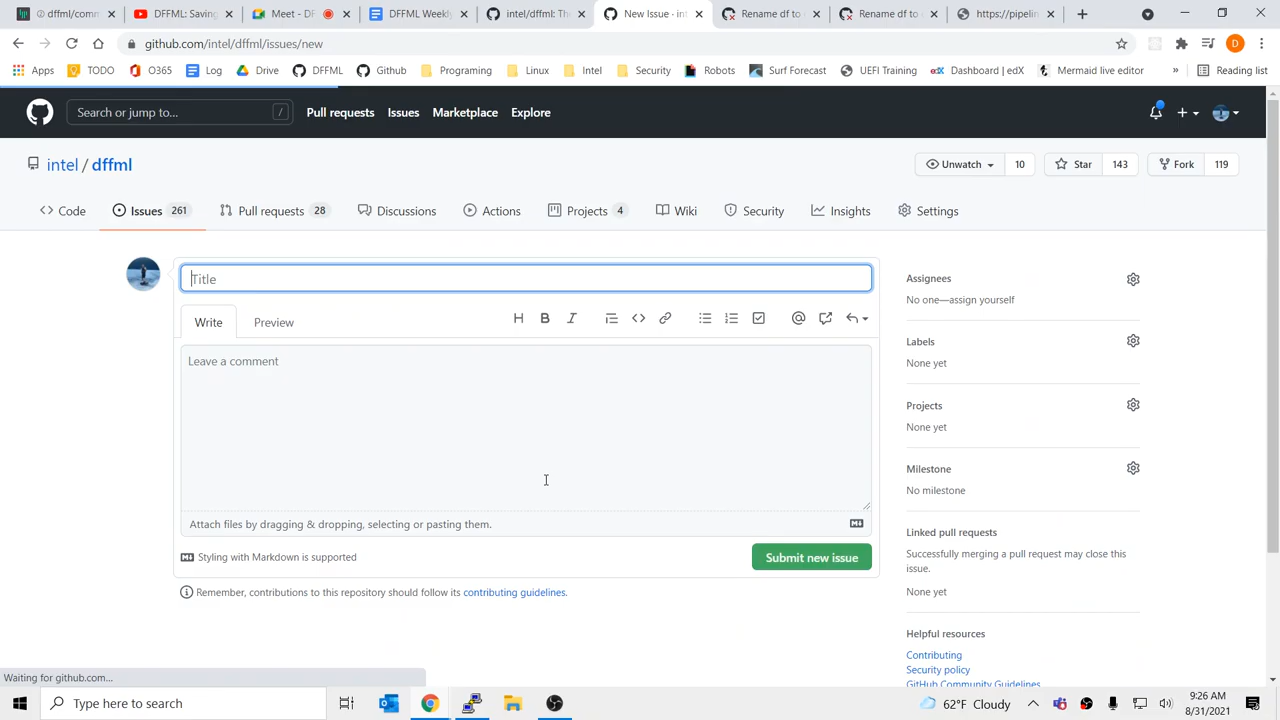 dffml/comm
DFFML: Saving
Meet - DF
DFFML Weekl
intel/dffml: Th
New Issue · int
Rename df to
Rename df to
https://pipelin
github.com/intel/dffml/issues/new
Apps TODO O365 Log Drive DFFML Github Programing Linux Intel Security Robots Surf Forecast UEFI Training Dashboard | edX Mermaid live editor » Reading list
Search or jump to... / Pull requests Issues Marketplace Explore
intel / dffml
Unwatch 10 Star 143 Fork 119
Code Issues 261 Pull requests 28 Discussions Actions Projects 4 Wiki Security Insights Settings
Title
Write Preview
Leave a comment
Attach files by dragging & dropping, selecting or pasting them.
Styling with Markdown is supported
Submit new issue
Remember, contributions to this repository should follow its contributing guidelines.
Assignees
No one—assign yourself
Labels
None yet
Projects
None yet
Milestone
No milestone
Linked pull requests
Successfully merging a pull request may close this
issue.
None yet
Helpful resources
Contributing
Security policy
GitHub Community Guidelines
Waiting for github.com...
Type here to search
62°F Cloudy
9:26 AM
8/31/2021